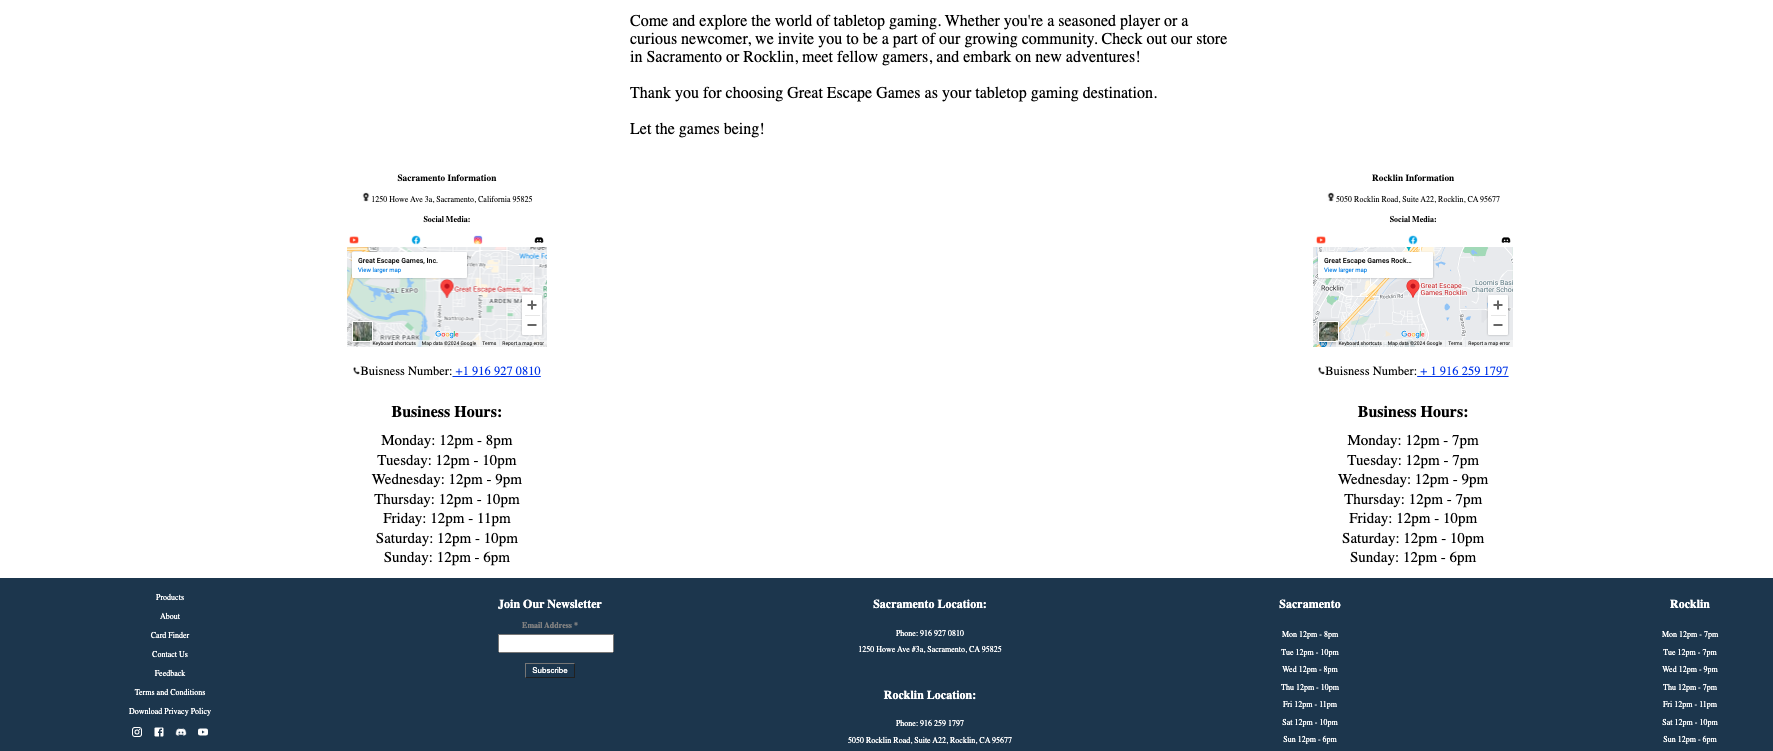 Come and explore the world of tabletop gaming. Whether you're a seasoned player or a
curious newcomer, we invite you to be a part of our growing community. Check out our store
in Sacramento or Rocklin, meet fellow gamers, and embark on new adventures!
Thank you for choosing Great Escape Games as your tabletop gaming destination.
Let the games being!
Sacramento Information
1250 Howe Ave 3a, Sacramento, California 95825
Social Media:
Great Escape Games, Inc.
View larger map
Whole Fo
CAL EXPO
Great Escape Games, Inc
ARDEN MA
Howe Ave
RIVER PARK
Google
Keyboard shortcuts Map data ©2024 Google Terms Report a map error
Buisness Number: +1 916 927 0810
Business Hours:
Monday: 12pm - 8pm
Tuesday: 12pm - 10pm
Wednesday: 12pm - 9pm
Thursday: 12pm - 10pm
Friday: 12pm - 11pm
Saturday: 12pm - 10pm
Sunday: 12pm - 6pm
Rocklin Information
5050 Rocklin Road, Suite A22, Rocklin, CA 95677
Social Media:
Great Escape Games Rock...
View larger map
Rocklin
Rocklin Rd
Great Escape
Games Rocklin
Loomis Basi
Charter Schoo
Google
Keyboard shortcuts Map data ©2024 Google Terms Report a map error
Buisness Number: + 1 916 259 1797
Business Hours:
Monday: 12pm - 7pm
Tuesday: 12pm - 7pm
Wednesday: 12pm - 9pm
Thursday: 12pm - 7pm
Friday: 12pm - 10pm
Saturday: 12pm - 10pm
Sunday: 12pm - 6pm
Products
About
Card Finder
Contact Us
Feedback
Terms and Conditions
Download Privacy Policy
Join Our Newsletter
Email Address *
Subscribe
Sacramento Location:
Phone: 916 927 0810
1250 Howe Ave #3a, Sacramento, CA 95825
Rocklin Location:
Phone: 916 259 1797
5050 Rocklin Road, Suite A22, Rocklin, CA 95677
Sacramento
Mon 12pm - 8pm
Tue 12pm - 10pm
Wed 12pm - 8pm
Thu 12pm - 10pm
Fri 12pm - 11pm
Sat 12pm - 10pm
Sun 12pm - 6pm
Rocklin
Mon 12pm - 7pm
Tue 12pm - 7pm
Wed 12pm - 9pm
Thu 12pm - 7pm
Fri 12pm - 11pm
Sat 12pm - 10pm
Sun 12pm - 6pm